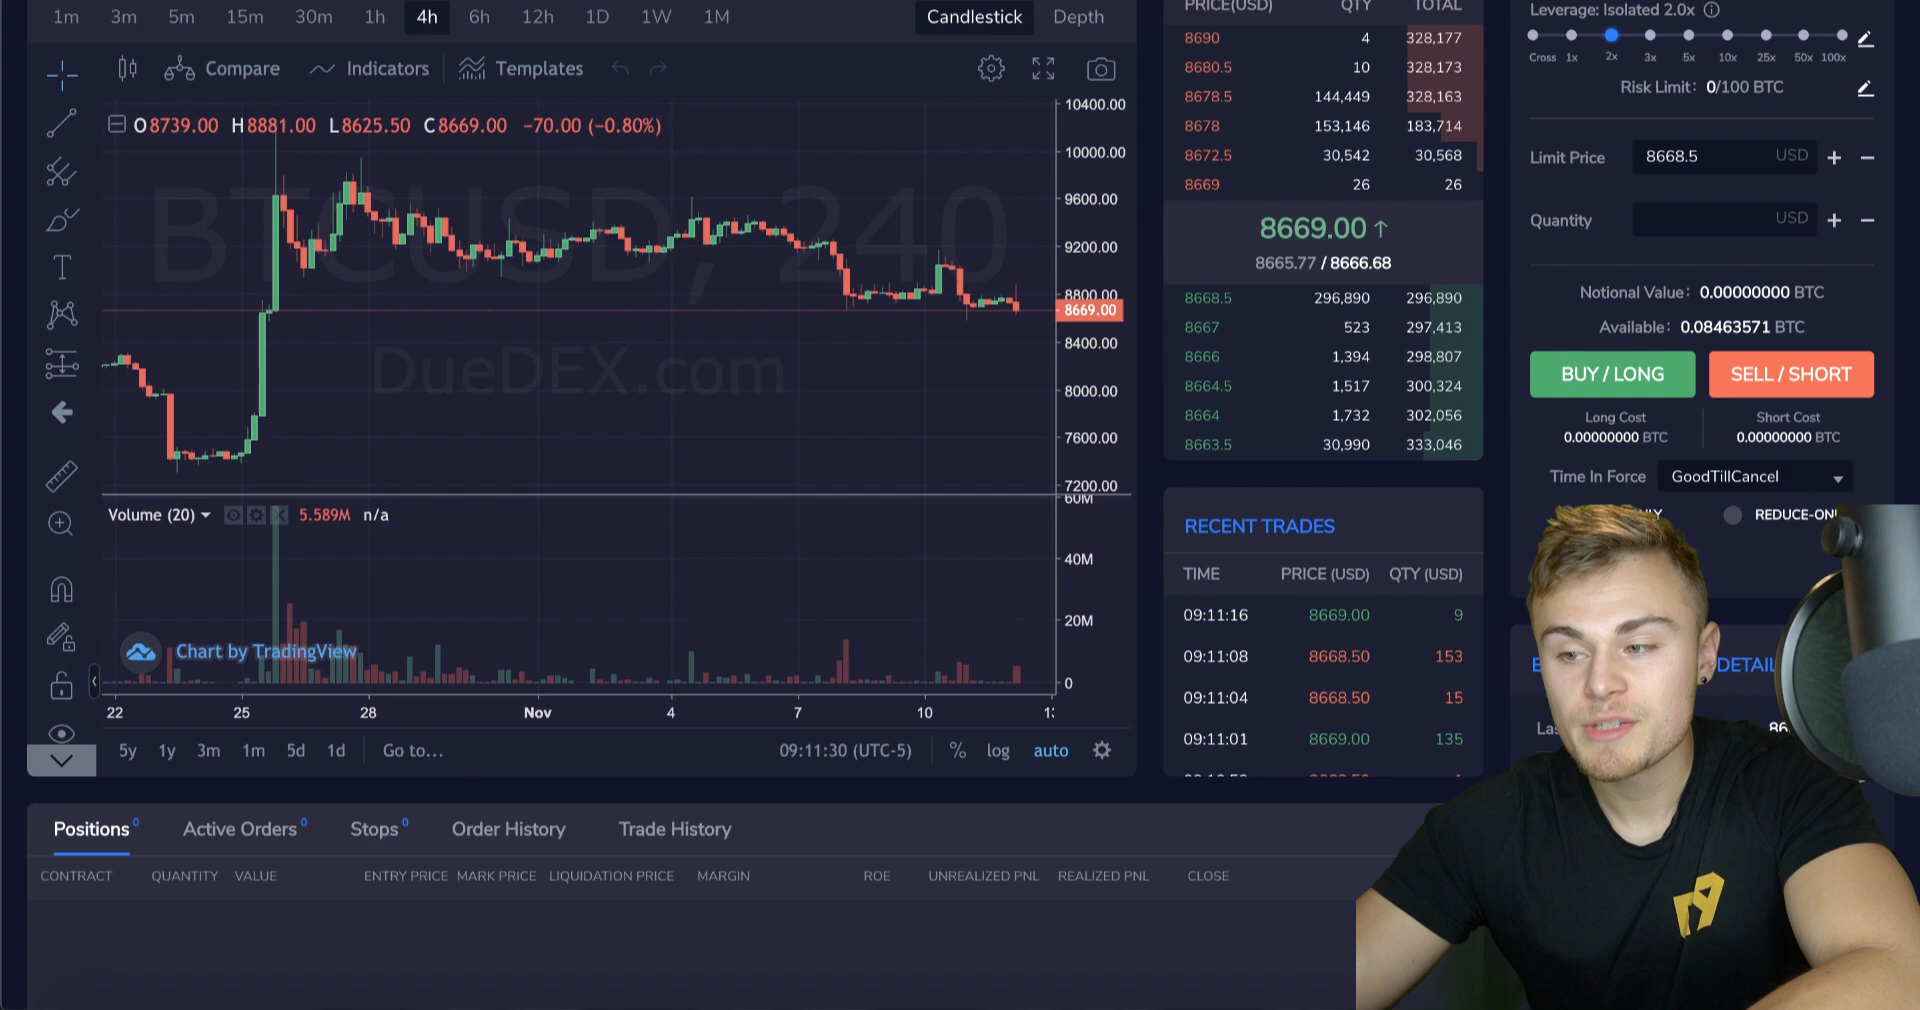 1m 3m 5m 15m 30m 1h 4h 6h 12h 1D 1W 1M Candlestick Depth
Compare Indicators Templates
O8739.00 H8881.00 L8625.50 C8669.00 −70.00 (−0.80%)
BTCUSD, 240
DueDEX.com
10400.00
10000.00
9600.00
9200.00
8800.00
8669.00
8400.00
8000.00
7600.00
7200.00
Volume (20) 5.589M n/a
60M
40M
20M
0
Chart by TradingView
22 25 28 Nov 4 7 10
5y 1y 3m 1m 5d 1d Go to... 09:11:30 (UTC-5) % log auto
PRICE(USD) QTY TOTAL
8690 4 328,177
8680.5 10 328,173
8678.5 144,449 328,163
8678 153,146 183,714
8672.5 30,542 30,568
8669 26 26
8669.00 ↑
8665.77 / 8666.68
8668.5 296,890 296,890
8667 523 297,413
8666 1,394 298,807
8664.5 1,517 300,324
8664 1,732 302,056
8663.5 30,990 333,046
RECENT TRADES
TIME PRICE (USD) QTY (USD)
09:11:16 8669.00 9
09:11:08 8668.50 153
09:11:04 8668.50 15
09:11:01 8669.00 135
Leverage: Isolated 2.0x
Cross 1x 2x 3x 5x 10x 25x 50x 100x
Risk Limit: 0/100 BTC
Limit Price 8668.5 USD + −
Quantity USD + −
Notional Value: 0.00000000 BTC
Available: 0.08463571 BTC
BUY / LONG SELL / SHORT
Long Cost Short Cost
0.00000000 BTC 0.00000000 BTC
Time In Force GoodTillCancel
REDUCE-ONL
DETAIL
Las 86
Positions 0 Active Orders 0 Stops 0 Order History Trade History
CONTRACT QUANTITY VALUE ENTRY PRICE MARK PRICE LIQUIDATION PRICE MARGIN ROE UNREALIZED PNL REALIZED PNL CLOSE